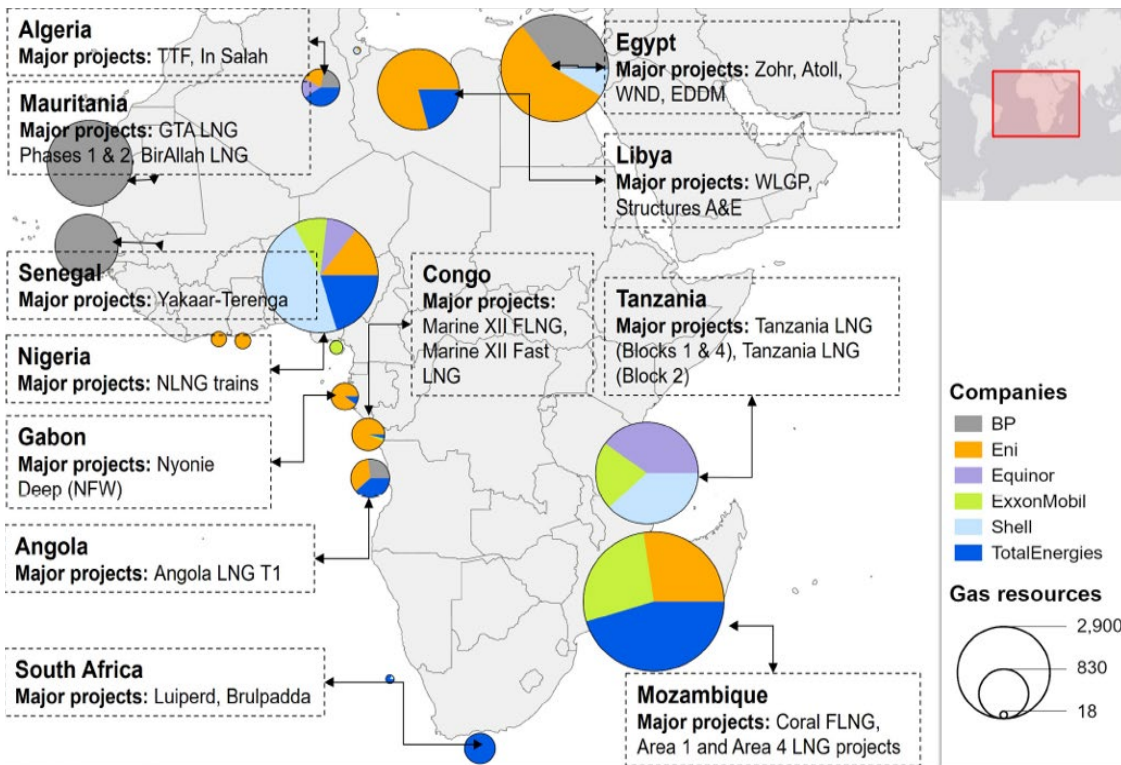 Algeria
Major projects: TTF, In Salah
Mauritania
Major projects: GTA LNG
Phases 1 & 2, BirAllah LNG
Senegal
Major projects: Yakaar-Terenga
Nigeria
Major projects: NLNG trains
Gabon
Major projects: Nyonie
Deep (NFW)
Angola
Major projects: Angola LNG T1
South Africa
Major projects: Luiperd, Brulpadda
Congo
Major projects:
Marine XII FLNG,
Marine XII Fast
LNG
Egypt
Major projects: Zohr, Atoll,
WND, EDDM
Libya
Major projects: WLGP,
Structures A&E
Tanzania
Major projects: Tanzania LNG
(Blocks 1 & 4), Tanzania LNG
(Block 2)
Mozambique
Major projects: Coral FLNG,
Area 1 and Area 4 LNG projects
Companies
BP
Eni
Equinor
ExxonMobil
Shell
TotalEnergies
Gas resources
2,900
830
18